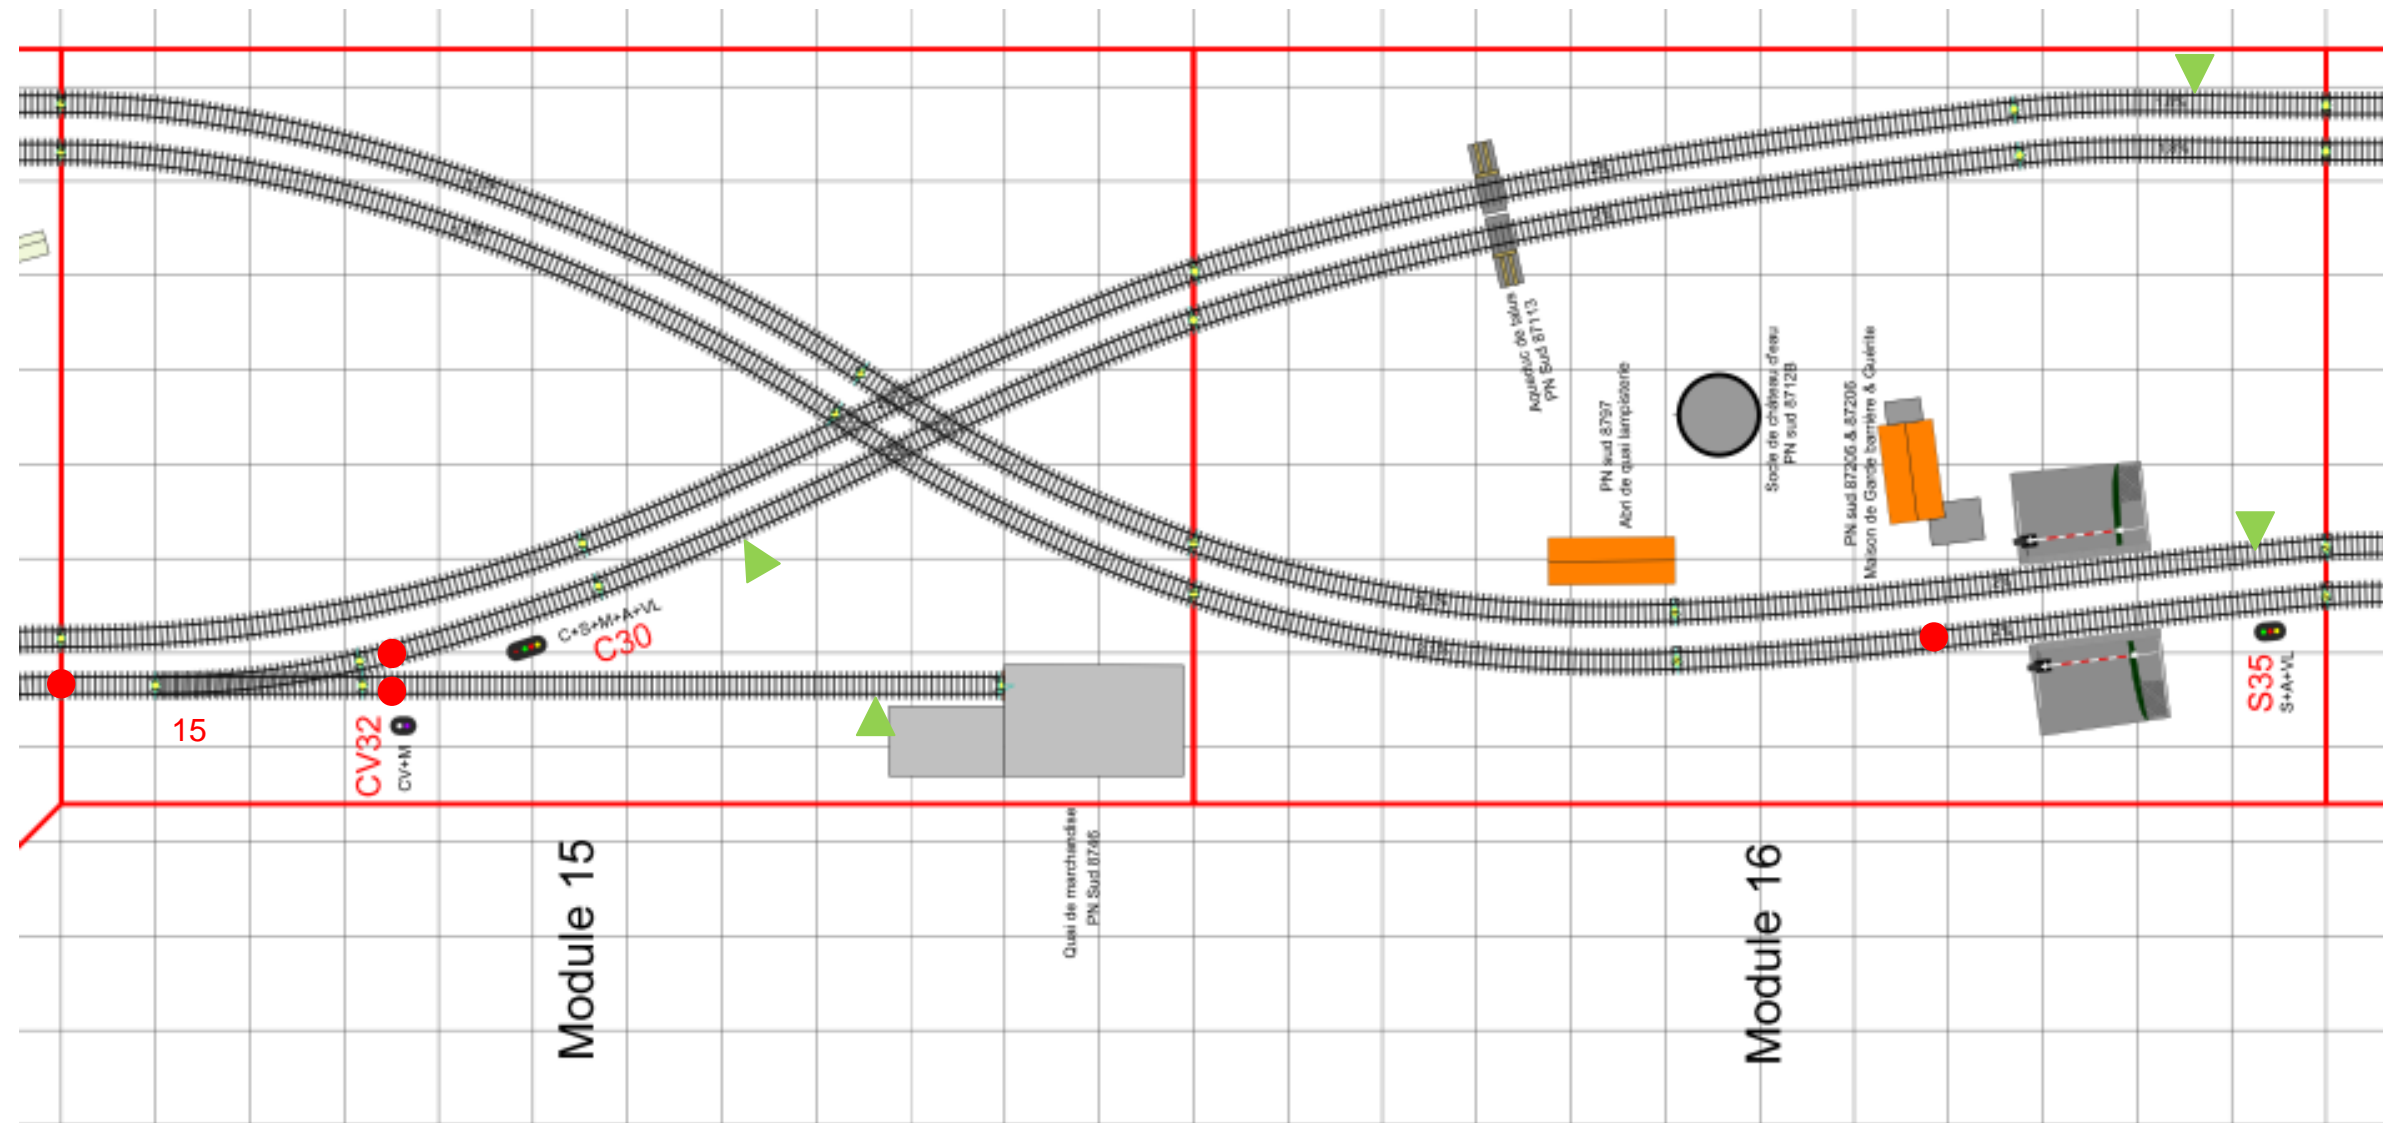 C+S+M+A+VL
C30
15
CV32
CV+M
Module 15
Quai de marchandise
PN Sud 8746
Aqueduc de talus
PN Sud 87113
PN sud 8797
Abri de quai lampisterie
Socle de château d'eau
PN sud 87128
PN sud 87206 & 87206
Maison de Garde barrière & Guérite
S35
S+A+VL
Module 16